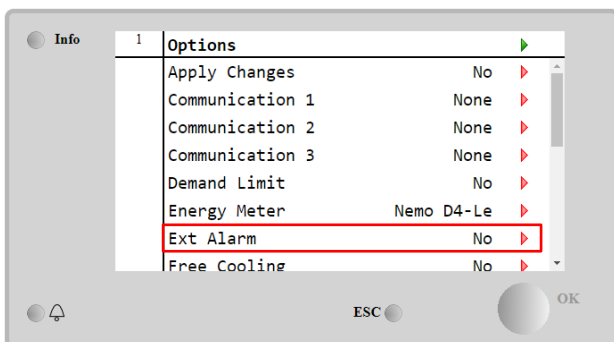 Info
1 Options
Apply Changes No
Communication 1 None
Communication 2 None
Communication 3 None
Demand Limit No
Energy Meter Nemo D4-Le
Ext Alarm No
Free Cooling No
ESC
OK